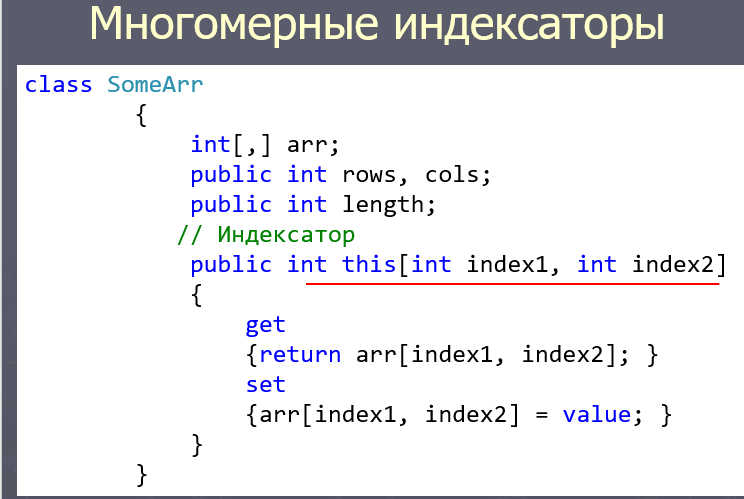 Многомерные индексаторы
class SomeArr
{
int[,] arr;
public int rows, cols;
public int length;
// Индексатор
public int this[int index1, int index2]
{
get
{return arr[index1, index2]; }
set
{arr[index1, index2] = value; }
}
}